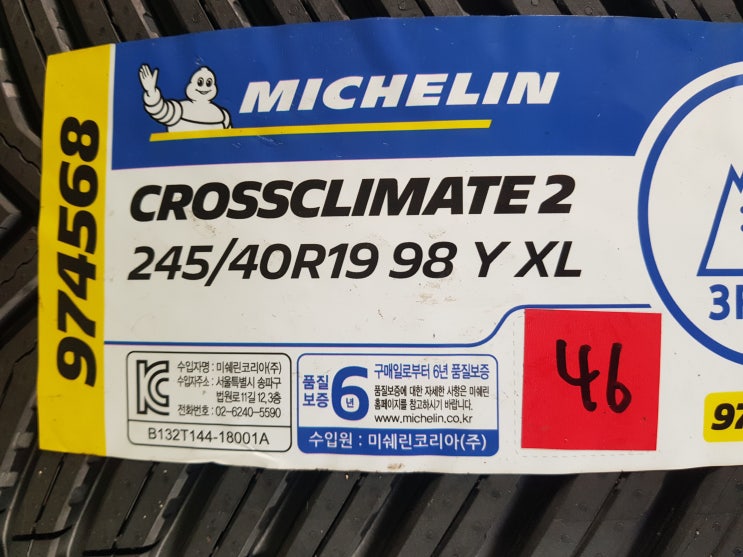 974568
MICHELIN
CROSSCLIMATE 2
245/40R19 98 Y XL
수입자명 : 미쉐린코리아(주)
수입자주소 : 서울특별시 송파구
법원로11길 12,3층
전화번호 : 02-6240-5590
B132T144-18001A
품질
보증
6년
구매일로부터 6년 품질보증
품질보증에 대한 자세한 사항은 미쉐린
홈페이지를 참고하시기 바랍니다.
www.michelin.co.kr
수입원 : 미쉐린코리아(주)
46
3P
97